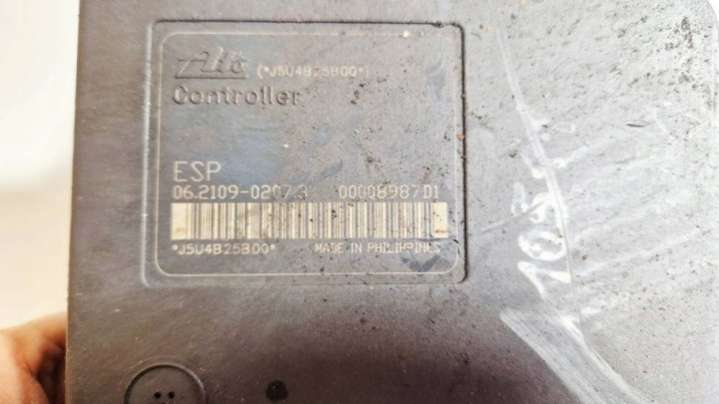 Ate (*J5U4B25B00*)
Controller
ESP
06.2109-0207.3 00008987D1
*J5U4B25B00* MADE IN PHILIPPINES